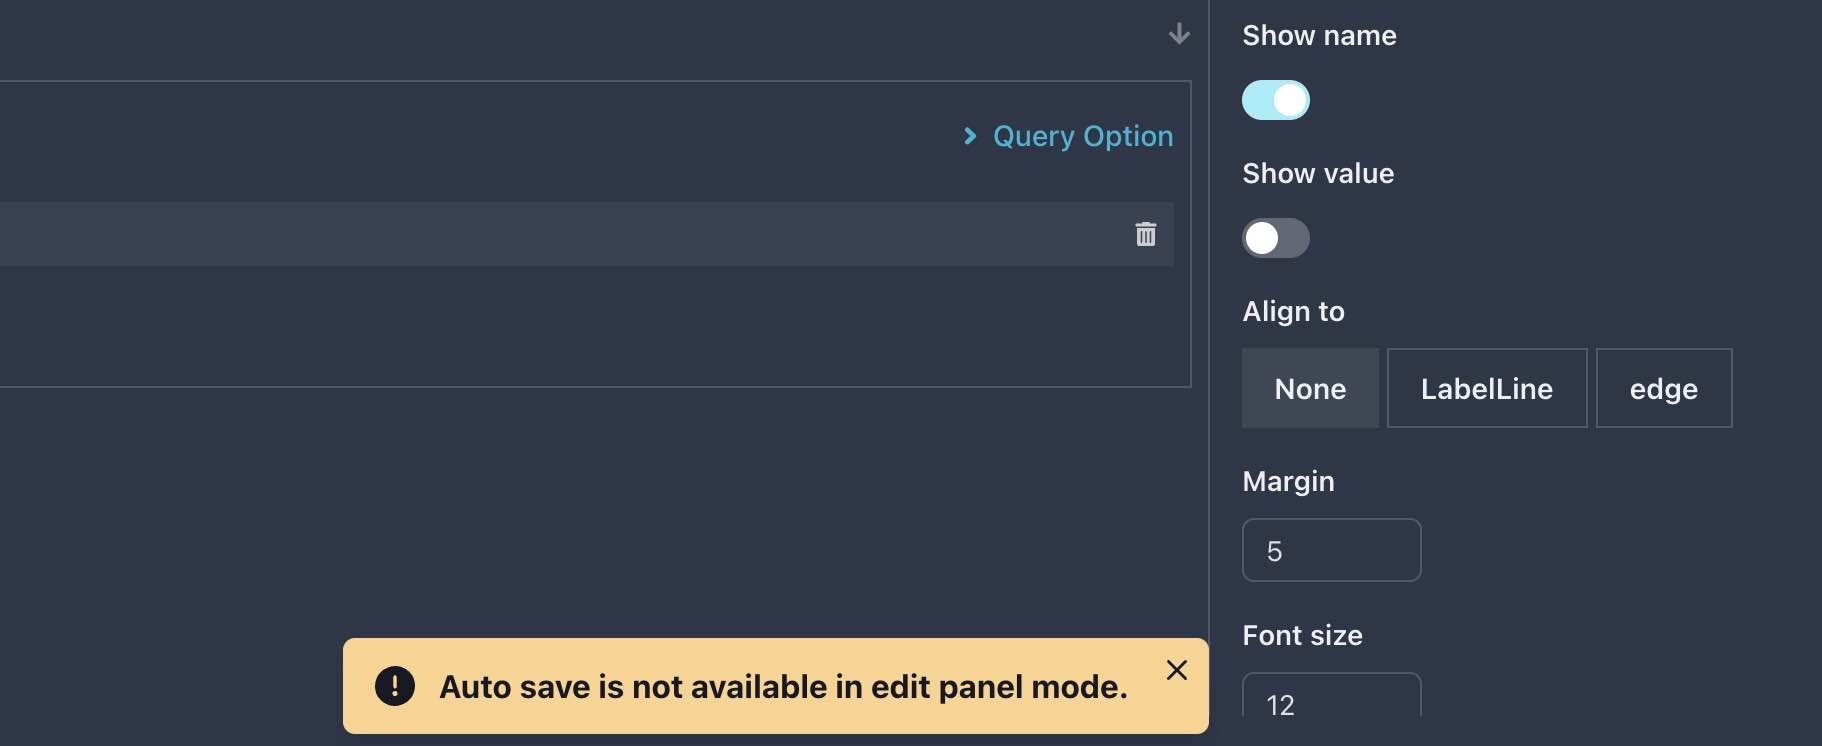 Show name
Query Option
Show value
Align to
None LabelLine edge
Margin
5
Font size
12
Auto save is not available in edit panel mode.